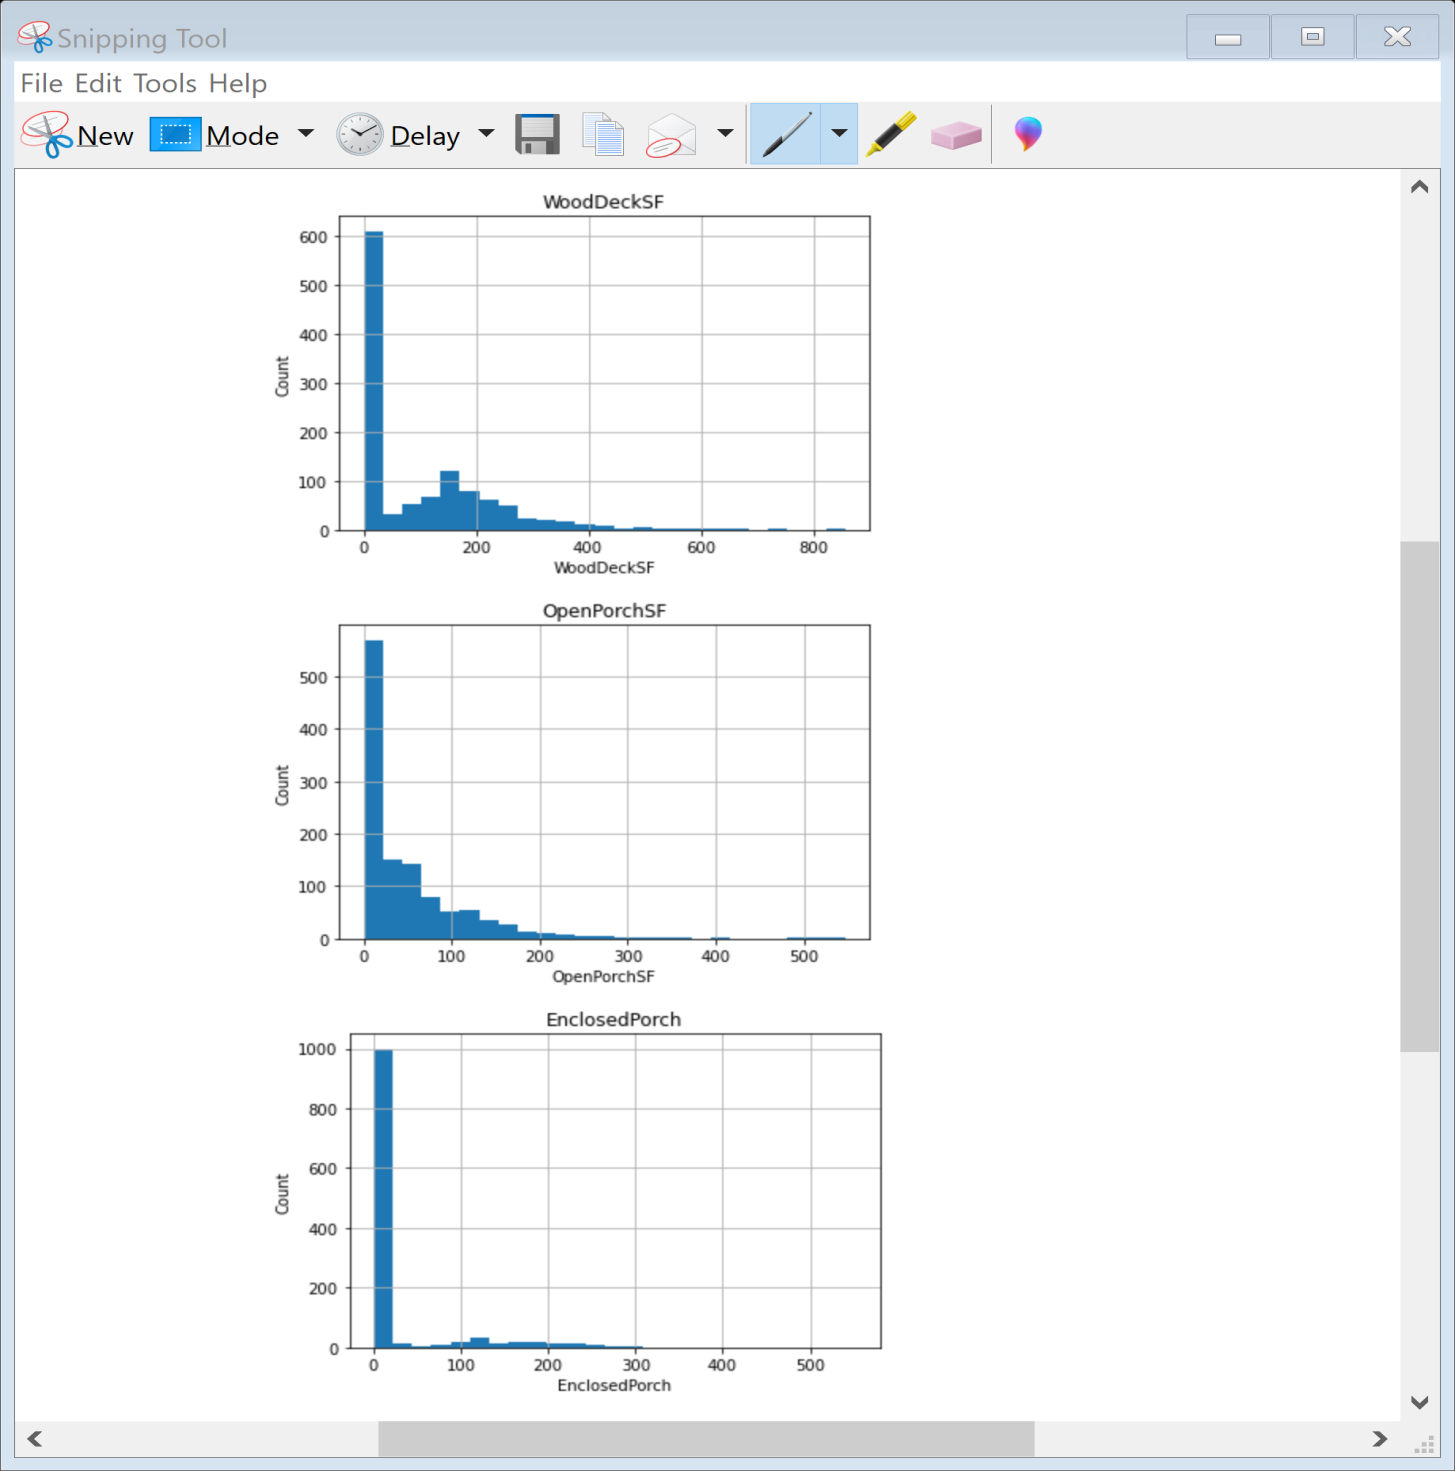 Snipping Tool
File Edit Tools Help
New Mode Delay
WoodDeckSF
600
500
400
300
200
100
0
Count
0 200 400 600 800
WoodDeckSF
OpenPorchSF
500
400
300
200
100
0
Count
0 100 200 300 400 500
OpenPorchSF
EnclosedPorch
1000
800
600
400
200
0
Count
0 100 200 300 400 500
EnclosedPorch